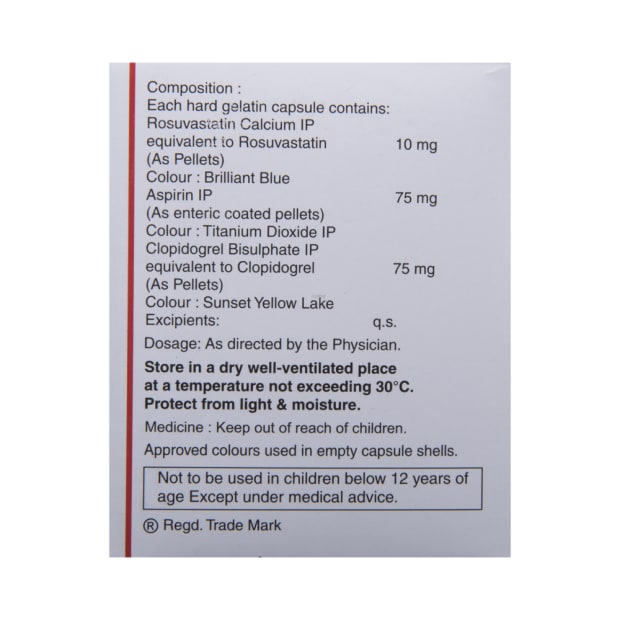 Composition :
Each hard gelatin capsule contains:
Rosuvastatin Calcium IP
equivalent to Rosuvastatin 10 mg
(As Pellets)
Colour : Brilliant Blue
Aspirin IP 75 mg
(As enteric coated pellets)
Colour : Titanium Dioxide IP
Clopidogrel Bisulphate IP
equivalent to Clopidogrel 75 mg
(As Pellets)
Colour : Sunset Yellow Lake
Excipients: q.s.
Dosage: As directed by the Physician.
Store in a dry well-ventilated place
at a temperature not exceeding 30°C.
Protect from light & moisture.
Medicine : Keep out of reach of children.
Approved colours used in empty capsule shells.
Not to be used in children below 12 years of
age Except under medical advice.
® Regd. Trade Mark